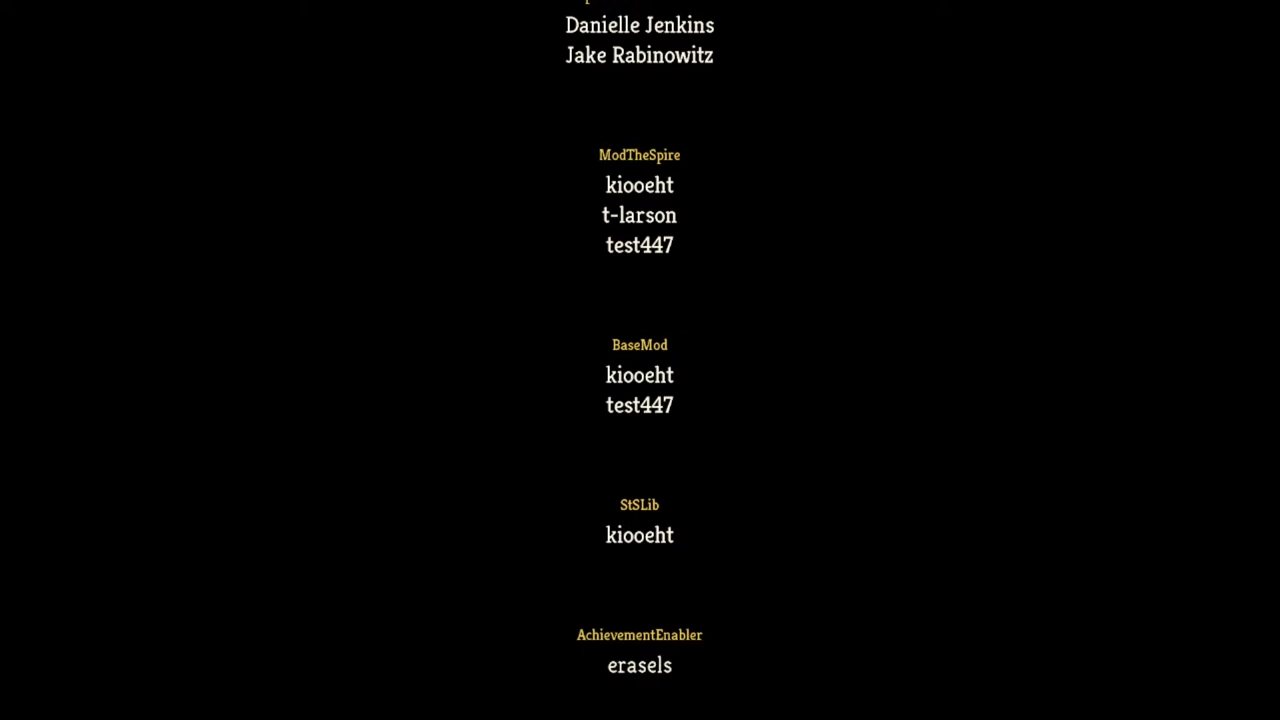 Danielle Jenkins
Jake Rabinowitz
ModTheSpire
kiooeht
t-larson
test447
BaseMod
kiooeht
test447
StSLib
kiooeht
AchievementEnabler
erasels